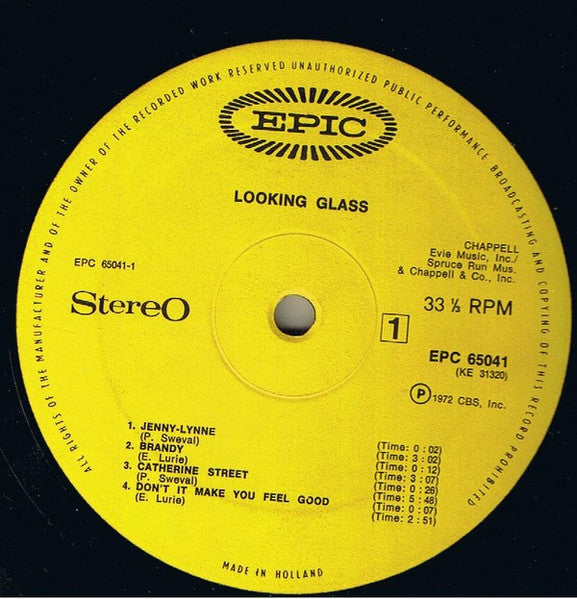 ALL RIGHTS OF THE MANUFACTURER AND OF THE OWNER OF THE RECORDED WORK RESERVED UNAUTHORIZED PUBLIC PERFORMANCE BROADCASTING AND COPYING OF THIS RECORD PROHIBITED
EPIC
LOOKING GLASS
CHAPPELL
Evie Music, Inc./
Spruce Run Mus.
& Chappell & Co., Inc.
EPC 65041-1
StereO
33 ⅓ RPM
1
EPC 65041
(KE 31320)
Ⓟ1972 CBS, Inc.
1. JENNY-LYNNE
(P. Sweval)
2. BRANDY
(E. Lurie)
3. CATHERINE STREET
(P. Sweval)
4. DON'T IT MAKE YOU FEEL GOOD
(E. Lurie)
(Time: 0 : 02)
(Time: 3 : 02)
(Time: 0 : 12)
(Time: 3 : 07)
(Time: 0 : 26)
(Time: 5 : 48)
(Time: 0 : 07)
(Time: 2 : 51)
MADE IN HOLLAND